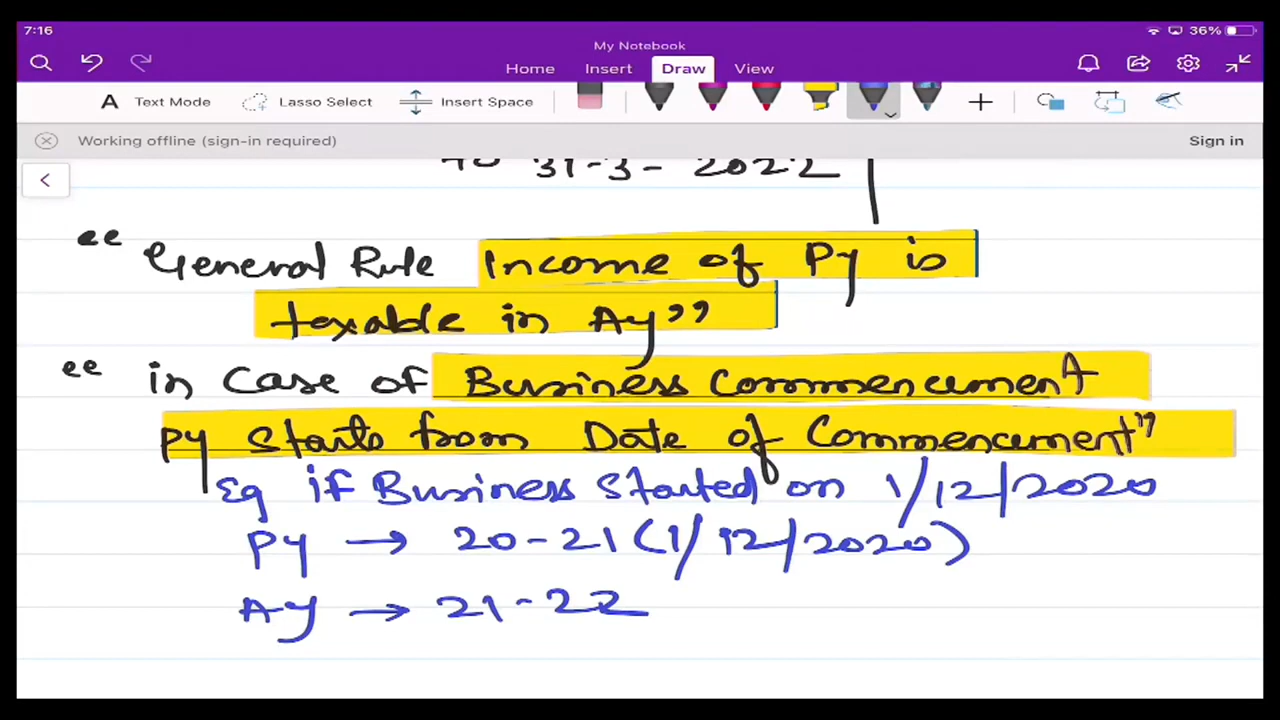 7:16 36%
My Notebook
Home Insert Draw View
A Text Mode Lasso Select Insert Space
Working offline (sign-in required) Sign in
to 31-3-2022
“ General Rule Income of Py is
taxable in Ay”
“ in Case of Business Commencement
Py Starts from Date of Commencement”
Eg if Business Started on 1/12/2020
Py → 20-21 (1/12/2020)
Ay → 21-22